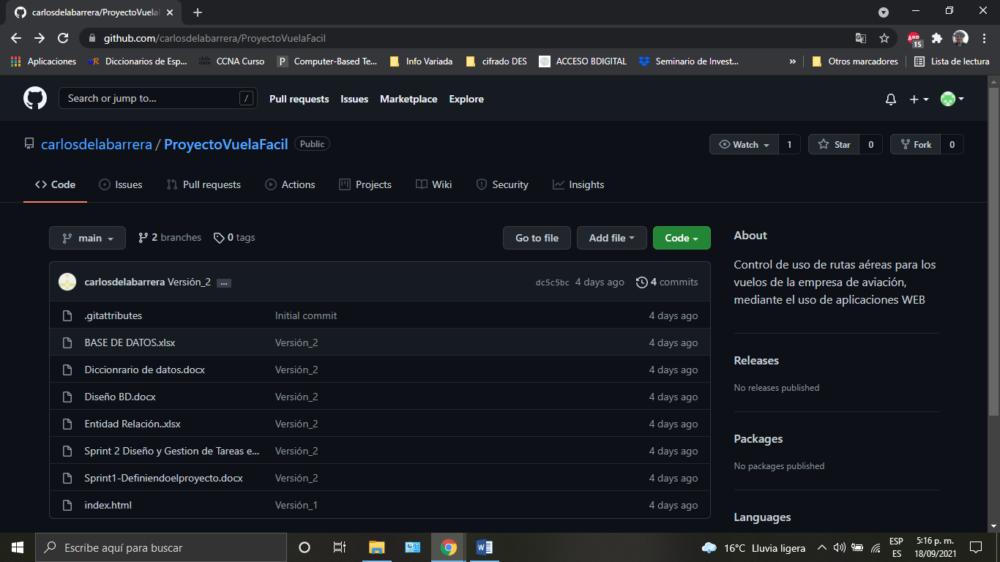 carlosdelabarrera/ProyectoVuela
github.com/carlosdelabarrera/ProyectoVuelaFacil
ABP
15
Aplicaciones
Diccionarios de Esp...
CCNA Curso
P Computer-Based Te...
Info Variada
cifrado DES
ACCESO BDIGITAL
Seminario de Invest...
»
Otros marcadores
Lista de lectura
Search or jump to...
/
Pull requests
Issues
Marketplace
Explore
carlosdelabarrera / ProyectoVuelaFacil
Public
Watch 1
Star 0
Fork 0
Code
Issues
Pull requests
Actions
Projects
Wiki
Security
Insights
main
2 branches
0 tags
Go to file
Add file
Code
carlosdelabarrera Versión_2 ...
dc5c5bc 4 days ago
4 commits
.gitattributes Initial commit 4 days ago
BASE DE DATOS.xlsx Versión_2 4 days ago
Diccionrario de datos.docx Versión_2 4 days ago
Diseño BD.docx Versión_2 4 days ago
Entidad Relación..xlsx Versión_2 4 days ago
Sprint 2 Diseño y Gestion de Tareas e... Versión_2 4 days ago
Sprint1-Definiendoelproyecto.docx Versión_2 4 days ago
index.html Versión_1 4 days ago
About
Control de uso de rutas aéreas para los
vuelos de la empresa de aviación,
mediante el uso de aplicaciones WEB
Releases
No releases published
Packages
No packages published
Languages
Escribe aquí para buscar
16°C Lluvia ligera
ESP
ES
5:16 p. m.
18/09/2021